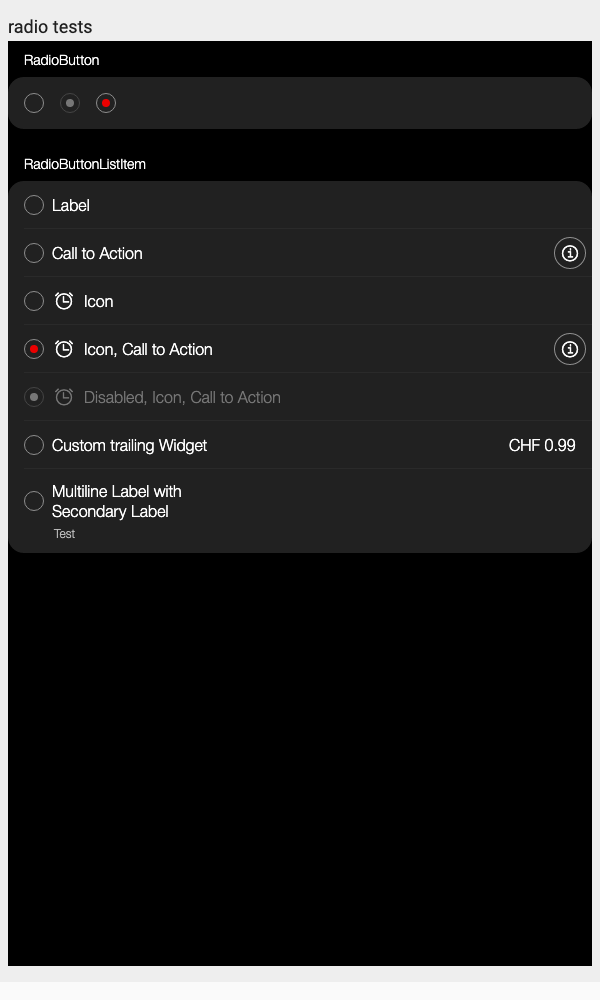 radio tests
RadioButton
RadioButtonListItem
Label
Call to Action
Icon
Icon, Call to Action
Disabled, Icon, Call to Action
Custom trailing Widget CHF 0.99
Multiline Label with
Secondary Label
Test